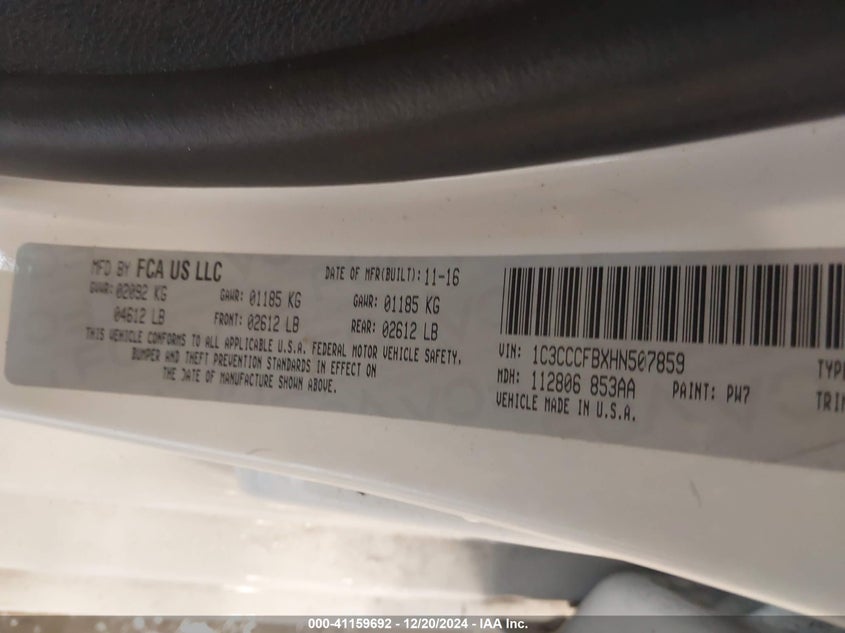 MFD BY FCA US LLC
DATE OF MFR(BUILT): 11-16
GVWR: 02092 KG
GAWR: 01185 KG
GAWR: 01185 KG
04612 LB
FRONT: 02612 LB
REAR: 02612 LB
THIS VEHICLE CONFORMS TO ALL APPLICABLE U.S.A. FEDERAL MOTOR VEHICLE SAFETY,
BUMPER AND THEFT PREVENTION STANDARDS IN EFFECT ON
THE DATE OF MANUFACTURE SHOWN ABOVE.
VIN: 1C3CCCFBXHN507859
TYPE
MDH: 112806 853AA
PAINT: PW7
TRIM
VEHICLE MADE IN U.S.A.
000-41159692 - 12/20/2024 - IAA Inc.